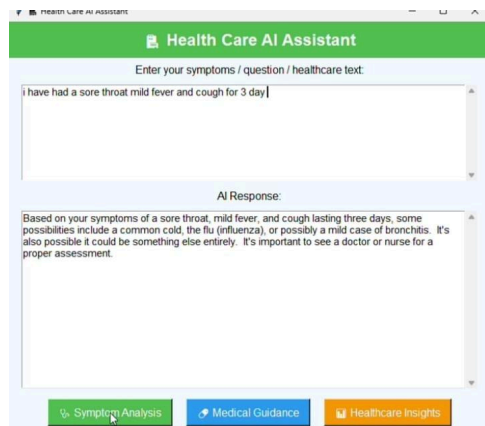 Health Care AI Assistant
Health Care AI Assistant
Enter your symptoms / question / healthcare text:
i have had a sore throat mild fever and cough for 3 day
AI Response:
Based on your symptoms of a sore throat, mild fever, and cough lasting three days, some
possibilities include a common cold, the flu (influenza), or possibly a mild case of bronchitis.  It's
also possible it could be something else entirely.  It's important to see a doctor or nurse for a
proper assessment.
Symptom Analysis
Medical Guidance
Healthcare Insights